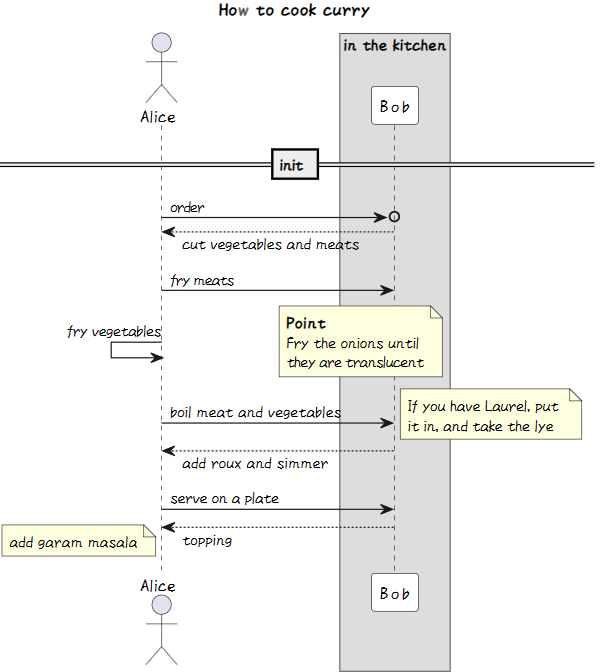 How to cook curry
in the kitchen
Alice
Bob
init
order
cut vegetables and meats
fry meats
Point
Fry the onions until
they are translucent
fry vegetables
If you have Laurel, put
it in, and take the lye
boil meat and vegetables
add roux and simmer
serve on a plate
topping
add garam masala
Alice
Bob